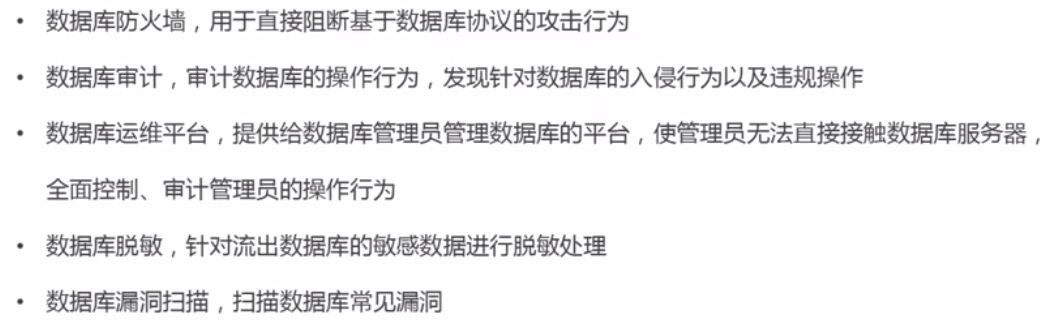 • 数据库防火墙，用于直接阻断基于数据库协议的攻击行为
• 数据库审计，审计数据库的操作行为，发现针对数据库的入侵行为以及违规操作
• 数据库运维平台，提供给数据库管理员管理数据库的平台，使管理员无法直接接触数据库服务器，
全面控制、审计管理员的操作行为
• 数据库脱敏，针对流出数据库的敏感数据进行脱敏处理
• 数据库漏洞扫描，扫描数据库常见漏洞